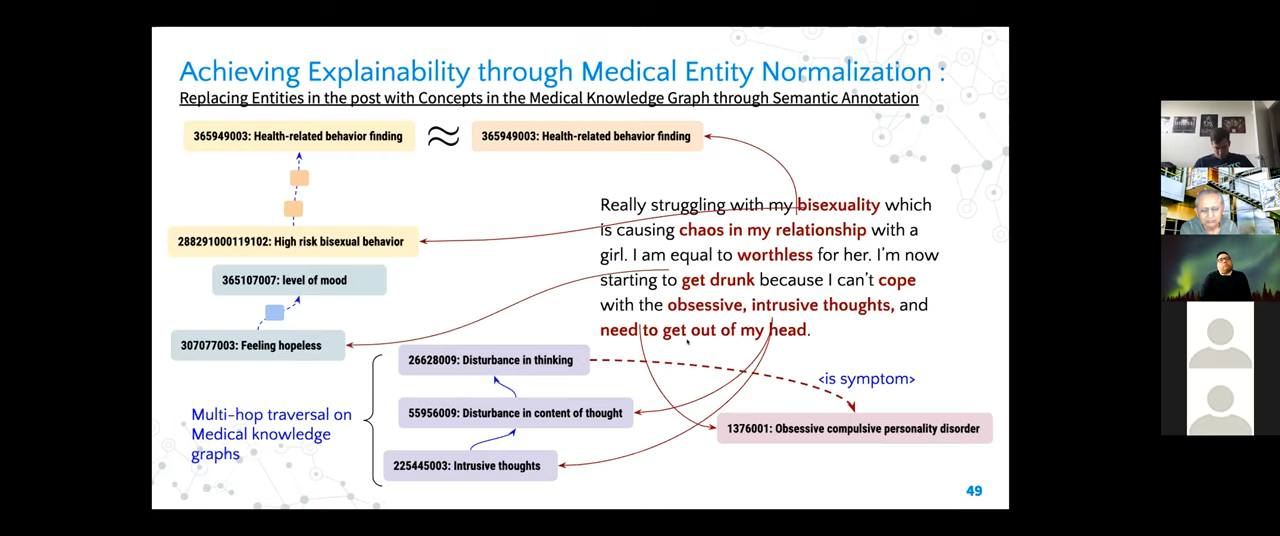 Achieving Explainability through Medical Entity Normalization :
Replacing Entities in the post with Concepts in the Medical Knowledge Graph through Semantic Annotation
365949003: Health-related behavior finding
≈
365949003: Health-related behavior finding
288291000119102: High risk bisexual behavior
365107007: level of mood
307077003: Feeling hopeless
Really struggling with my bisexuality which
is causing chaos in my relationship with a
girl. I am equal to worthless for her. I'm now
starting to get drunk because I can't cope
with the obsessive, intrusive thoughts, and
need to get out of my head.
Multi-hop traversal on
Medical knowledge
graphs
26628009: Disturbance in thinking
55956009: Disturbance in content of thought
225445003: Intrusive thoughts
<is symptom>
1376001: Obsessive compulsive personality disorder
49